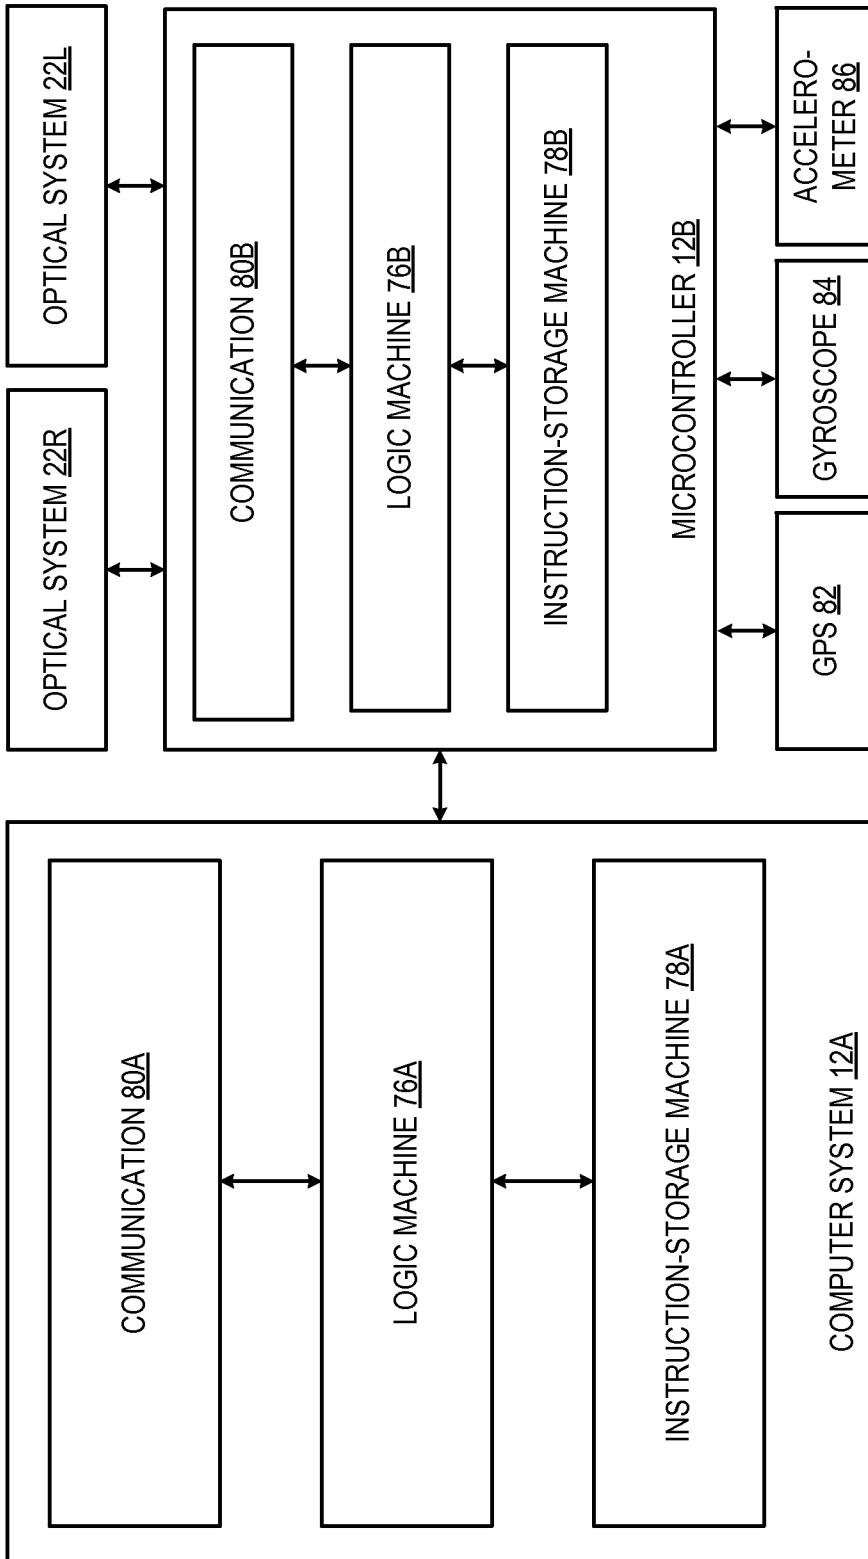 COMMUNICATION 80A
LOGIC MACHINE 76A
INSTRUCTION-STORAGE MACHINE 78A
COMPUTER SYSTEM 12A
OPTICAL SYSTEM 22R
OPTICAL SYSTEM 22L
COMMUNICATION 80B
LOGIC MACHINE 76B
INSTRUCTION-STORAGE MACHINE 78B
MICROCONTROLLER 12B
GPS 82
GYROSCOPE 84
ACCELERO-
METER 86